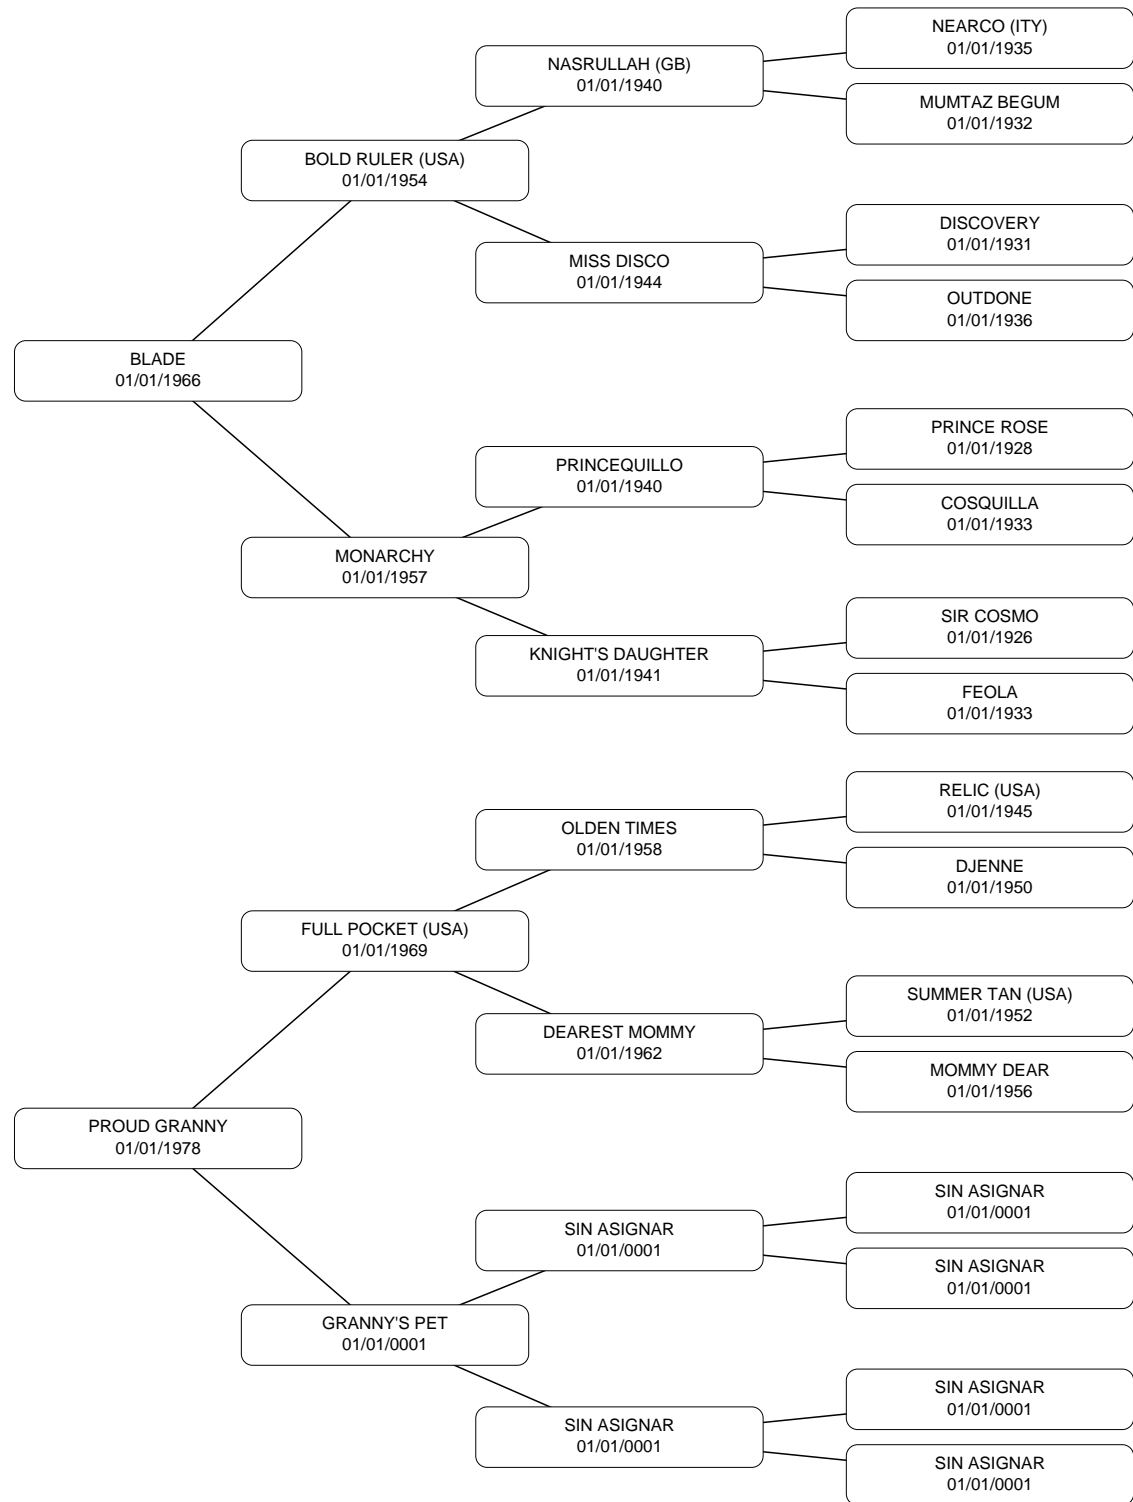 NEARCO (ITY)
01/01/1935
NASRULLAH (GB)
01/01/1940
MUMTAZ BEGUM
01/01/1932
BOLD RULER (USA)
01/01/1954
DISCOVERY
01/01/1931
MISS DISCO
01/01/1944
OUTDONE
01/01/1936
BLADE
01/01/1966
PRINCE ROSE
01/01/1928
PRINCEQUILLO
01/01/1940
COSQUILLA
01/01/1933
MONARCHY
01/01/1957
SIR COSMO
01/01/1926
KNIGHT'S DAUGHTER
01/01/1941
FEOLA
01/01/1933
RELIC (USA)
01/01/1945
OLDEN TIMES
01/01/1958
DJENNE
01/01/1950
FULL POCKET (USA)
01/01/1969
SUMMER TAN (USA)
01/01/1952
DEAREST MOMMY
01/01/1962
MOMMY DEAR
01/01/1956
PROUD GRANNY
01/01/1978
SIN ASIGNAR
01/01/0001
SIN ASIGNAR
01/01/0001
SIN ASIGNAR
01/01/0001
GRANNY'S PET
01/01/0001
SIN ASIGNAR
01/01/0001
SIN ASIGNAR
01/01/0001
SIN ASIGNAR
01/01/0001